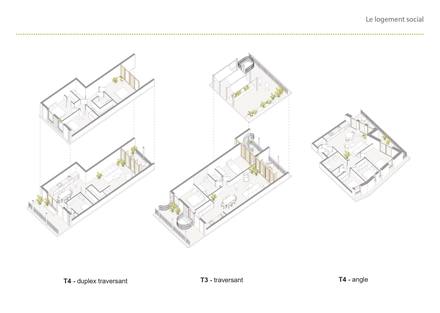 Le logement social
T4 - duplex traversant
T3 - traversant
T4 - angle